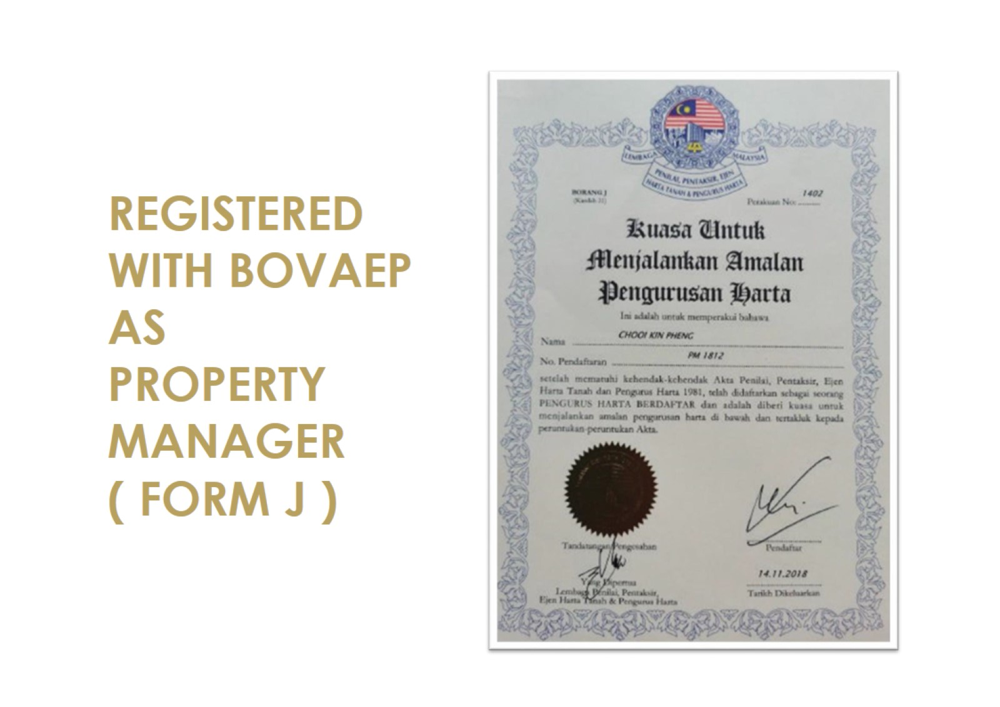 REGISTERED
WITH BOVAEP
AS
PROPERTY
MANAGER
( FORM J )
LEMBAGA
MALAYSIA
PENILAI, PENTAKSIR, EJEN
HARTA TANAH & PENGURUS HARTA
BORANG J
1402
Perakuan No:
Kuasa Untuk
Menjalankan Amalan
Pengurusan Harta
Ini adalah untuk memperakui bahawa
CHOOI KIN PHENG
Nama
PM 1812
No. Pendaftaran
setelah mematuhi kehendak-kehendak Akta Penilai, Pentaksir, Ejen
Harta Tanah dan Pengurus Harta 1981, telah didaftarkan sebagai seorang
PENGURUS HARTA BERDAFTAR dan adalah diberi kuasa untuk
menjalankan amalan pengurusan harta di bawah dan tertakluk kepada
peruntukan-peruntukan Akta.
Tandatangan Pengesahan
Pendaftar
14.11.2018
Yang Dipertua
Lembaga Penilai, Pentaksir,
Ejen Harta Tanah & Pengurus Harta
Tarikh Dikeluarkan